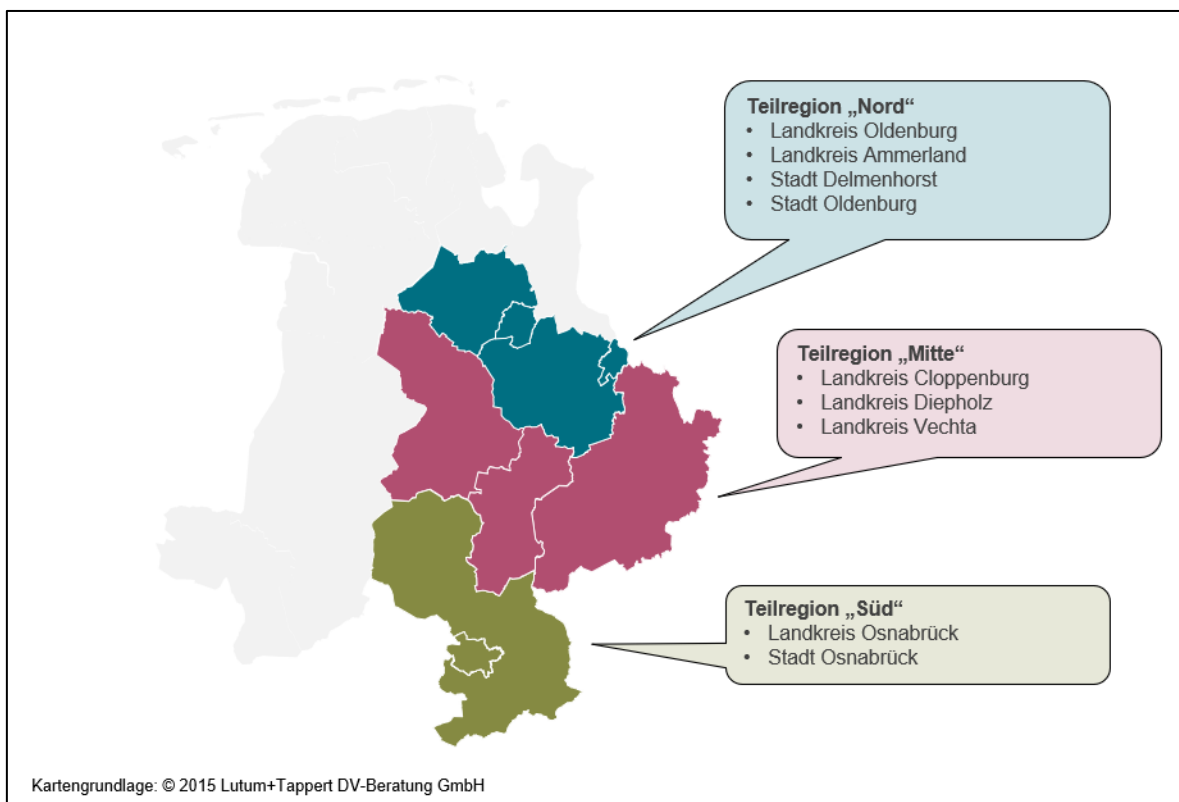 Teilregion „Nord“
• Landkreis Oldenburg
• Landkreis Ammerland
• Stadt Delmenhorst
• Stadt Oldenburg
Teilregion „Mitte“
• Landkreis Cloppenburg
• Landkreis Diepholz
• Landkreis Vechta
Teilregion „Süd“
• Landkreis Osnabrück
• Stadt Osnabrück
Kartengrundlage: © 2015 Lutum+Tappert DV-Beratung GmbH